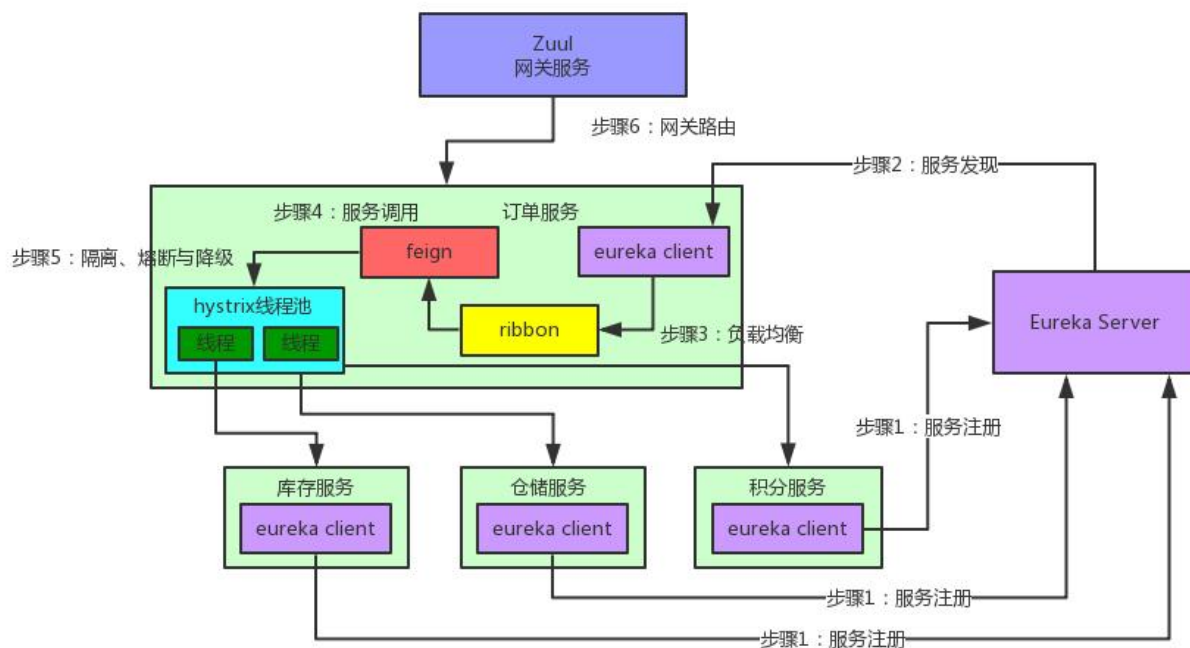 Zuul
网关服务
步骤6：网关路由
步骤2：服务发现
步骤4：服务调用
订单服务
feign
eureka client
步骤5：隔离、熔断与降级
hystrix线程池
线程
线程
ribbon
步骤3：负载均衡
Eureka Server
步骤1：服务注册
库存服务
eureka client
仓储服务
eureka client
积分服务
eureka client
步骤1：服务注册
步骤1：服务注册